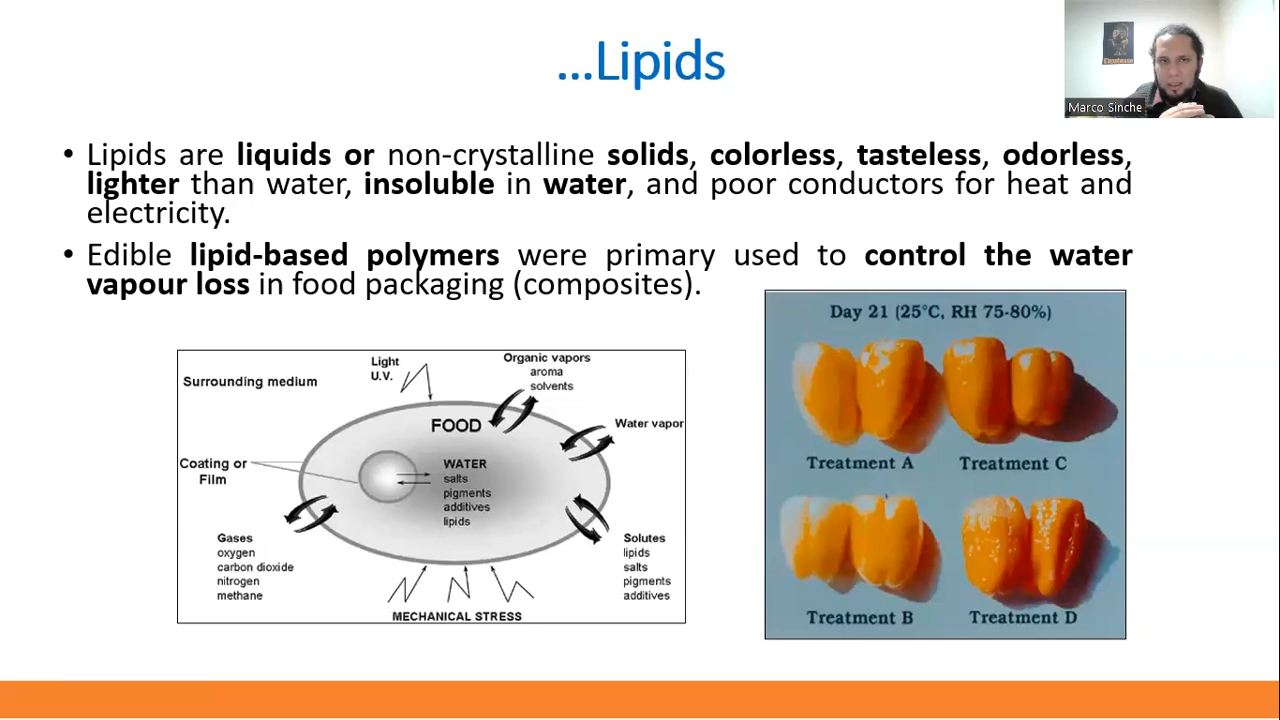 ...Lipids
Marco Sinche
• Lipids are liquids or non-crystalline solids, colorless, tasteless, odorless,
lighter than water, insoluble in water, and poor conductors for heat and
electricity.
• Edible lipid-based polymers were primary used to control the water
vapour loss in food packaging (composites).
Surrounding medium
Light
U.V.
Organic vapors
aroma
solvents
FOOD
Water vapor
Coating or
Film
WATER
salts
pigments
additives
lipids
Gases
oxygen
carbon dioxide
nitrogen
methane
Solutes
lipids
salts
pigments
additives
MECHANICAL STRESS
Day 21 (25°C, RH 75-80%)
Treatment A
Treatment C
Treatment B
Treatment D